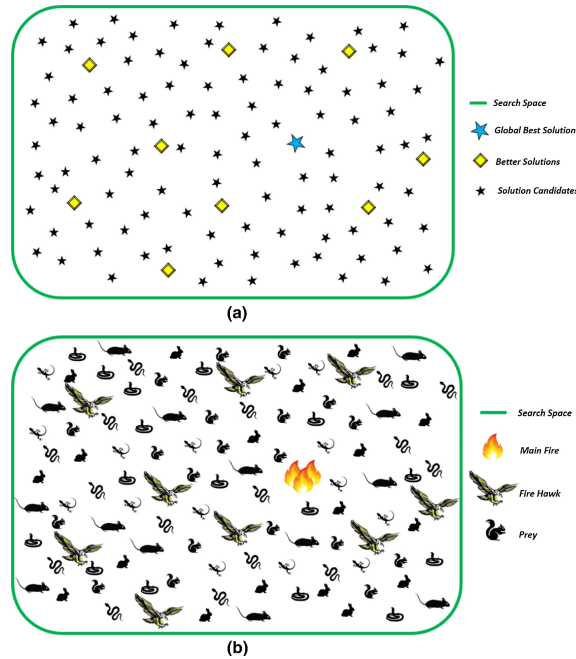 Search Space
Global Best Solution
Better Solutions
Solution Candidates
(a)
Search Space
Main Fire
Fire Hawk
Prey
(b)